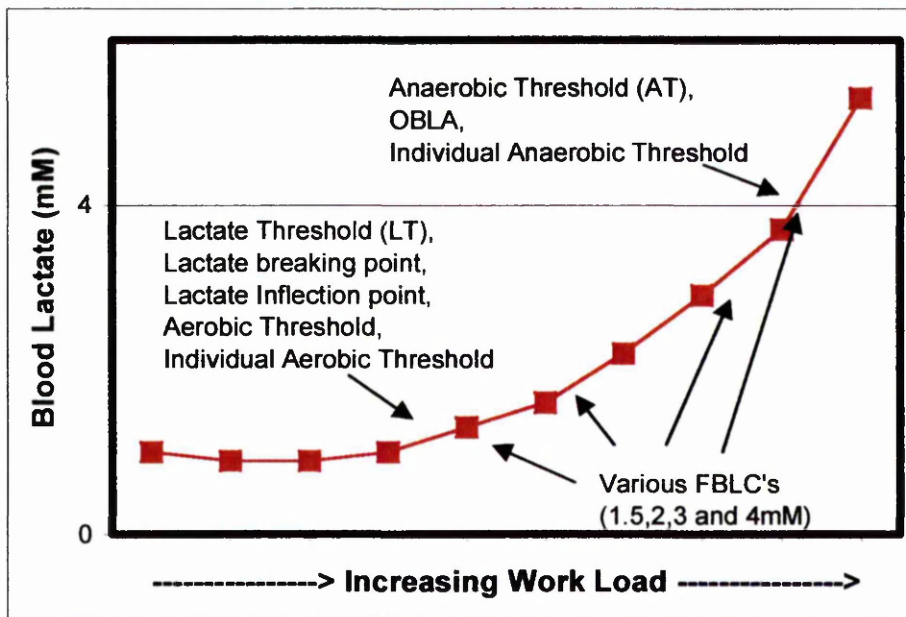 Anaerobic Threshold (AT),
OBLA,
Individual Anaerobic Threshold
Blood Lactate (mM)
4
Lactate Threshold (LT),
Lactate breaking point,
Lactate Inflection point,
Aerobic Threshold,
Individual Aerobic Threshold
Various FBLC's
(1.5,2,3 and 4mM)
0
----------------> Increasing Work Load --------------->